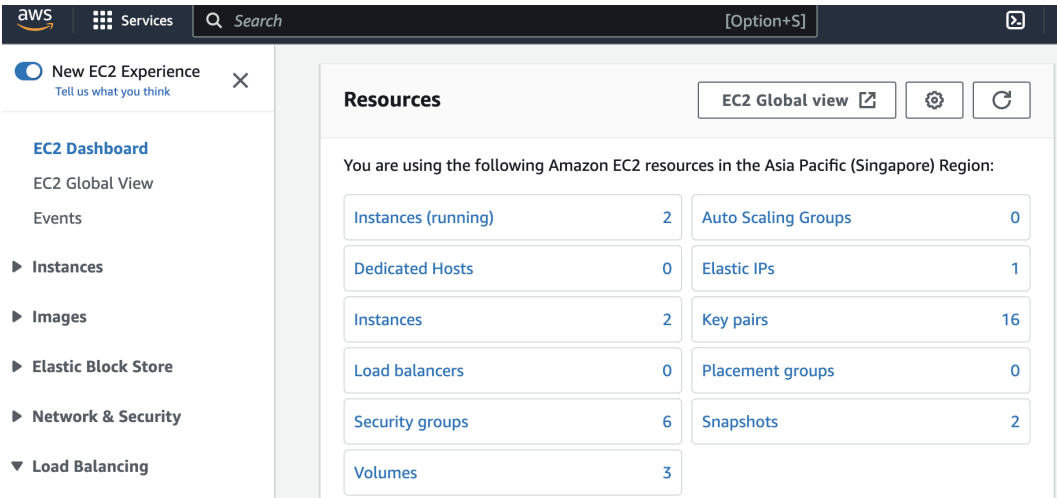 aws
Services
Search
[Option+S]
New EC2 Experience
Tell us what you think
EC2 Dashboard
EC2 Global View
Events
Instances
Images
Elastic Block Store
Network & Security
Load Balancing
Resources
EC2 Global view
You are using the following Amazon EC2 resources in the Asia Pacific (Singapore) Region:
Instances (running) 2
Auto Scaling Groups 0
Dedicated Hosts 0
Elastic IPs 1
Instances 2
Key pairs 16
Load balancers 0
Placement groups 0
Security groups 6
Snapshots 2
Volumes 3